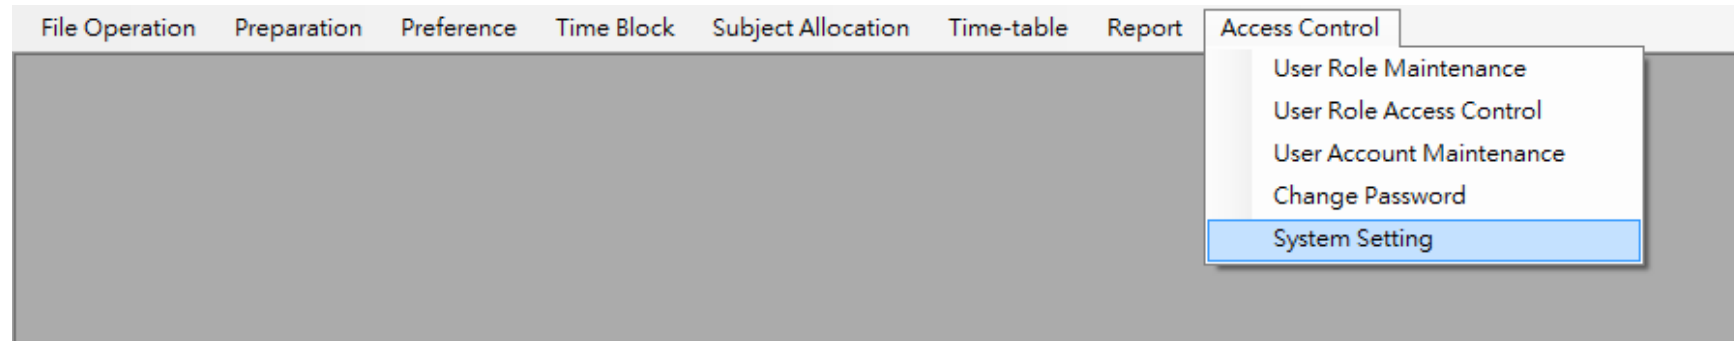 File Operation Preparation Preference Time Block Subject Allocation Time-table Report Access Control
User Role Maintenance
User Role Access Control
User Account Maintenance
Change Password
System Setting